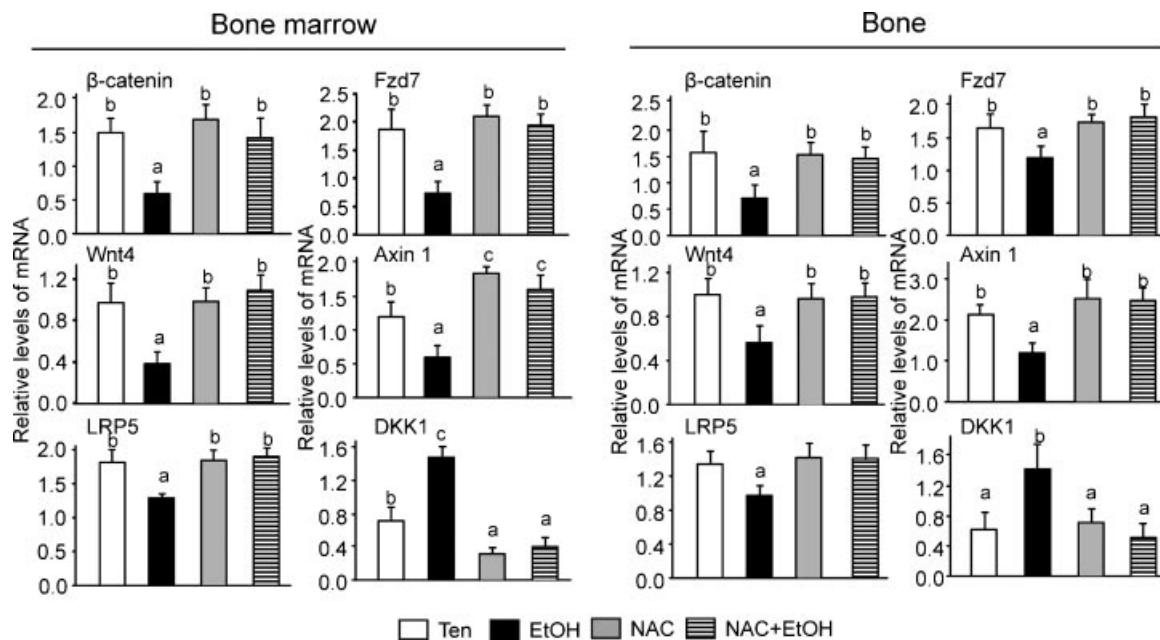 Bone marrow
Bone
Relative levels of mRNA
β-catenin
2.0
1.5
1.0
0.5
0.0
b
a
b
b
Relative levels of mRNA
Fzd7
2.5
2.0
1.5
1.0
0.5
0.0
b
a
b
b
Wnt4
1.2
0.8
0.4
0.0
b
a
b
b
Axin 1
2.0
1.5
1.0
0.5
0.0
b
a
c
c
LRP5
2.0
1.5
1.0
1.5
0.0
b
a
b
b
DKK1
1.6
1.2
0.8
0.4
0.0
b
c
a
a
Relative levels of mRNA
β-catenin
2.5
2.0
1.5
1.0
0.5
0.0
b
a
b
b
Relative levels of mRNA
Fzd7
2.0
1.5
1.0
0.5
0.0
b
a
b
b
Wnt4
1.2
0.8
0.4
0.0
b
a
b
b
Axin 1
3.0
2.0
1.0
0.0
b
a
b
b
LRP5
1.6
1.2
0.4
0.0
a
DKK1
1.6
1.2
0.8
0.4
0.0
a
b
a
a
Ten
EtOH
NAC
NAC+EtOH